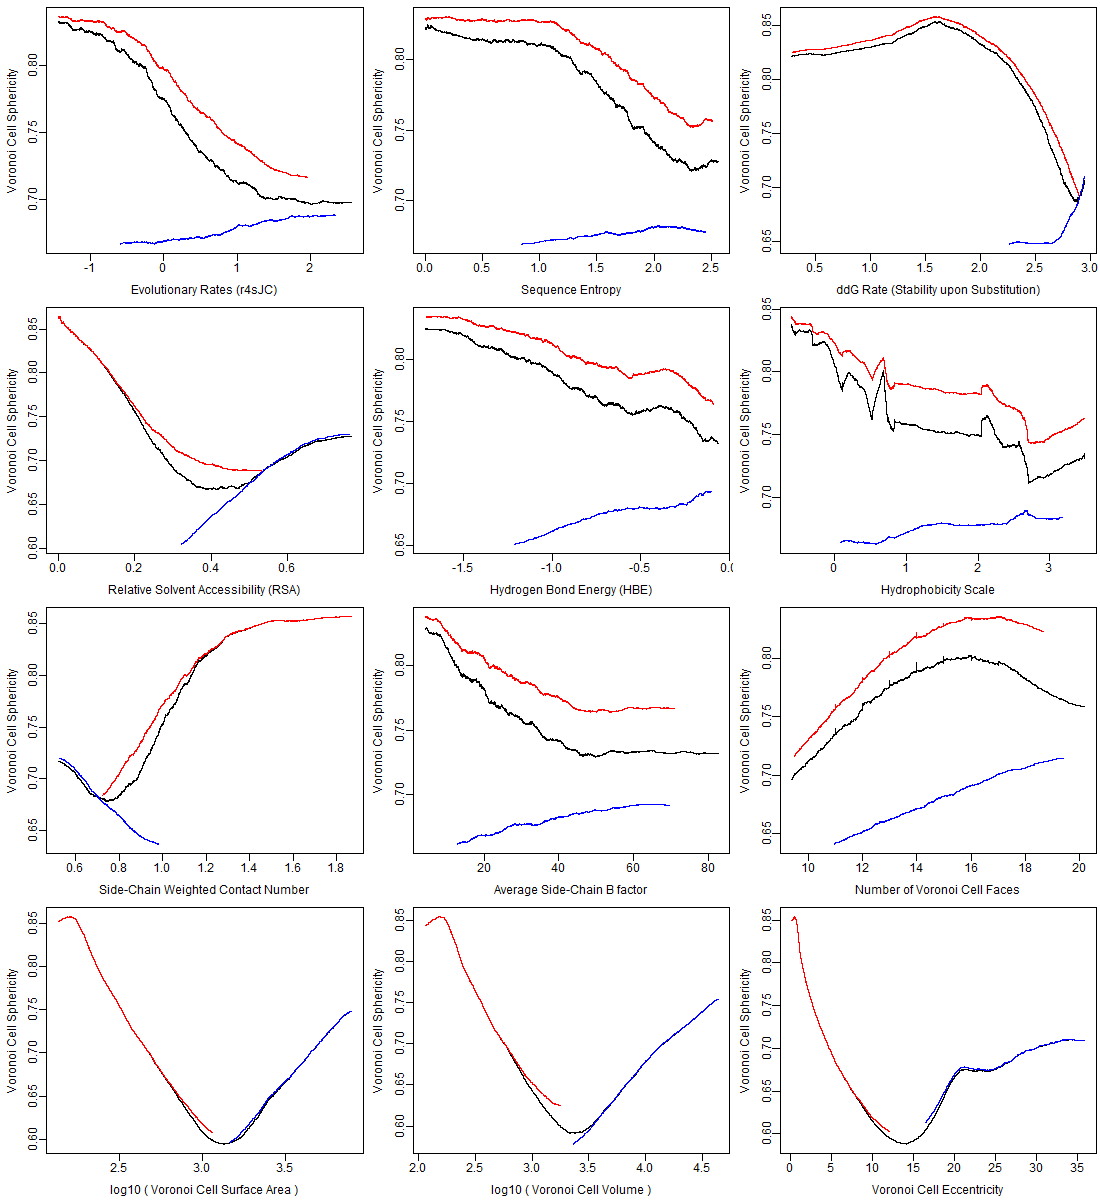 Voronoi Cell Sphericity
0.70 0.75 0.80
-1 0 1 2
Evolutionary Rates (r4sJC)
Voronoi Cell Sphericity
0.70 0.75 0.80
0.0 0.5 1.0 1.5 2.0 2.5
Sequence Entropy
Voronoi Cell Sphericity
0.65 0.70 0.75 0.80 0.85
0.5 1.0 1.5 2.0 2.5 3.0
ddG Rate (Stability upon Substitution)
Voronoi Cell Sphericity
0.60 0.65 0.70 0.75 0.80 0.85
0.0 0.2 0.4 0.6
Relative Solvent Accessibility (RSA)
Voronoi Cell Sphericity
0.65 0.70 0.75 0.80
-1.5 -1.0 -0.5
Hydrogen Bond Energy (HBE)
Voronoi Cell Sphericity
0.70 0.75 0.80 0.85
0 1 2 3
Hydrophobicity Scale
Voronoi Cell Sphericity
0.65 0.70 0.75 0.80 0.85
0.6 0.8 1.0 1.2 1.4 1.6 1.8
Side-Chain Weighted Contact Number
Voronoi Cell Sphericity
0.70 0.75 0.80
20 40 60 80
Average Side-Chain B factor
Voronoi Cell Sphericity
0.65 0.70 0.75 0.80
10 12 14 16 18 20
Number of Voronoi Cell Faces
Voronoi Cell Sphericity
0.60 0.65 0.70 0.75 0.80 0.85
2.5 3.0 3.5
log10 ( Voronoi Cell Surface Area )
Voronoi Cell Sphericity
0.60 0.65 0.70 0.75 0.80 0.85
2.0 2.5 3.0 3.5 4.0 4.5
log10 ( Voronoi Cell Volume )
Voronoi Cell Sphericity
0.60 0.65 0.70 0.75 0.80 0.85
0 5 10 15 20 25 30 35
Voronoi Cell Eccentricity